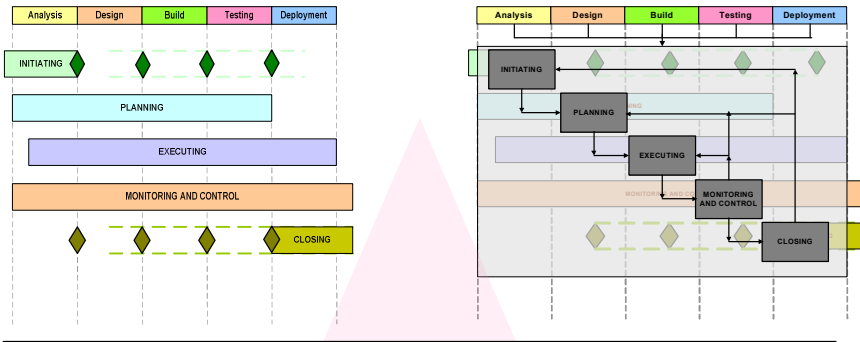 Analysis Design Build Testing Deployment
INITIATING
PLANNING
EXECUTING
MONITORING AND CONTROL
CLOSING
Analysis Design Build Testing Deployment
INITIATING
PLANNING
EXECUTING
MONITORING
AND CONTROL
CLOSING